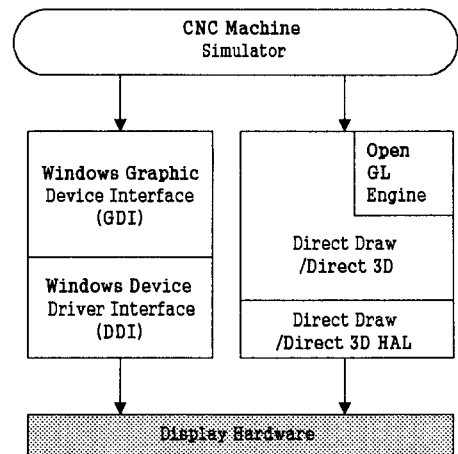 CNC Machine
Simulator
Windows Graphic
Device Interface
(GDI)
Windows Device
Driver Interface
(DDI)
Open
GL
Engine
Direct Draw
/Direct 3D
Direct Draw
/Direct 3D HAL
Display Hardware